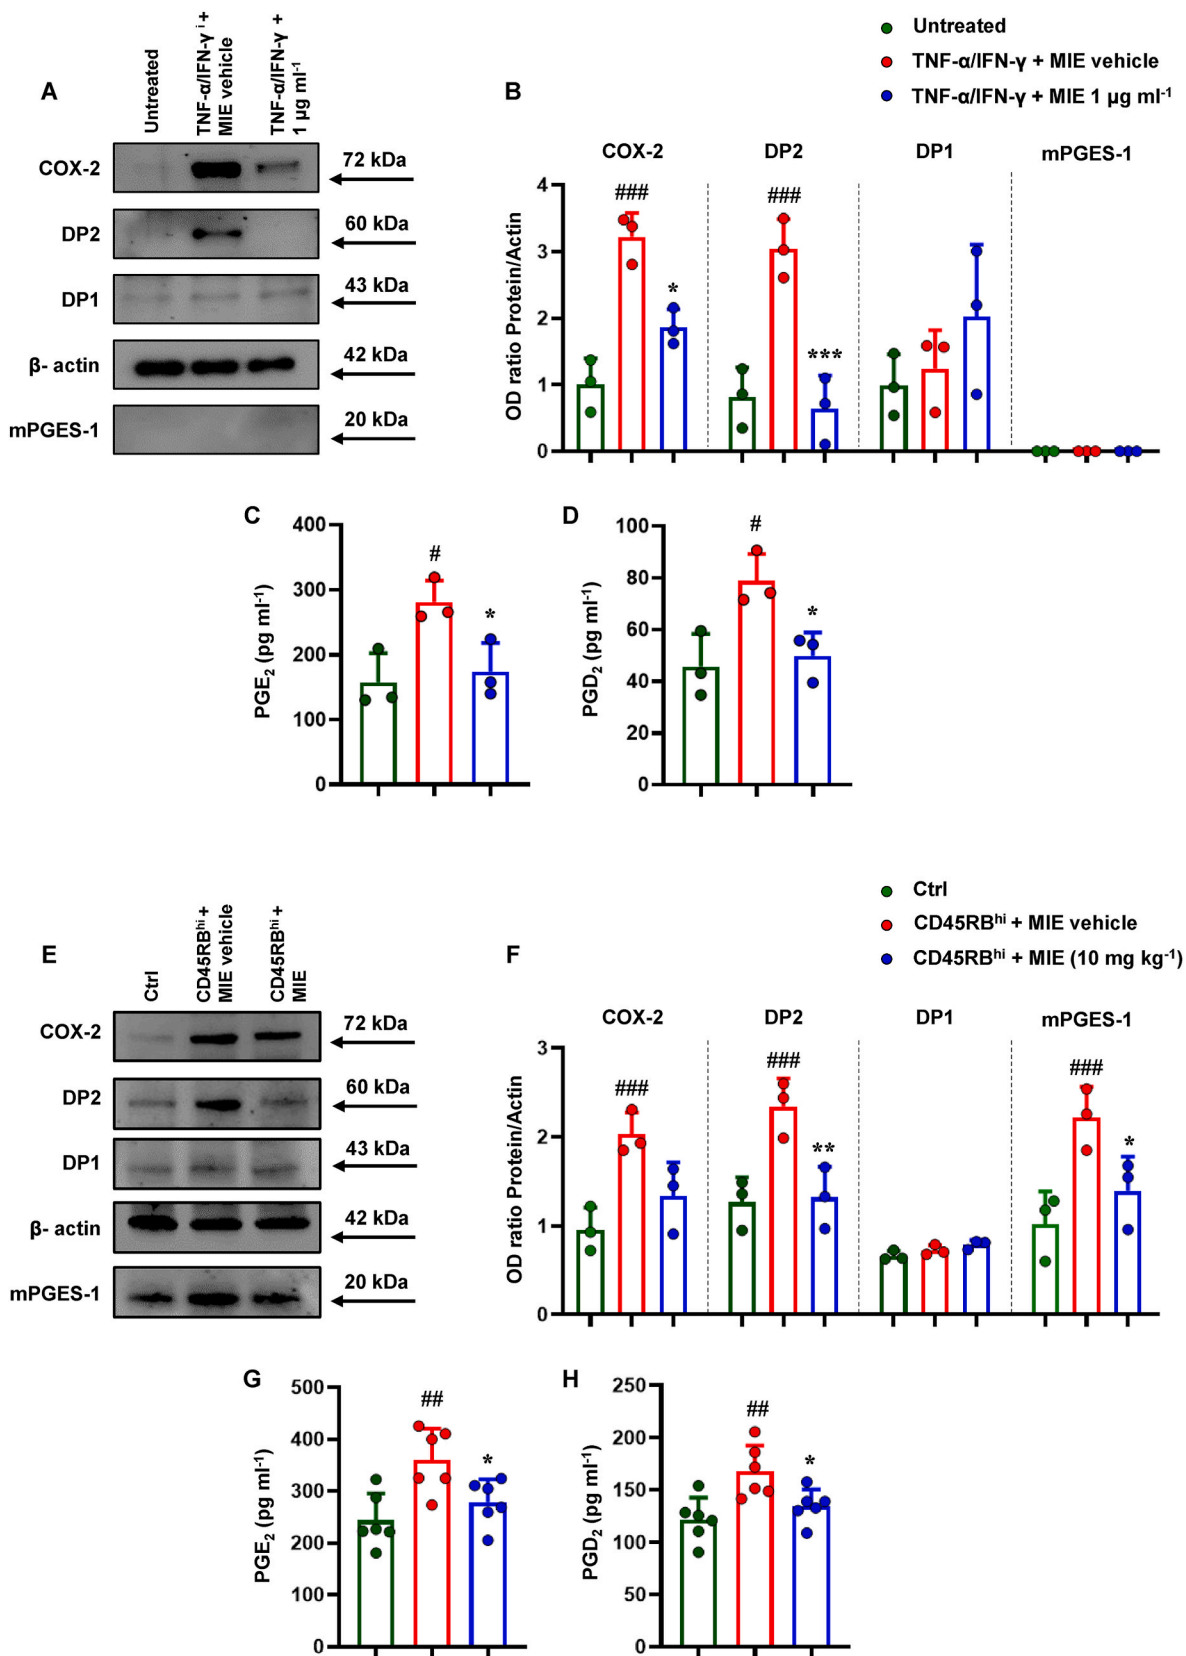 Untreated
TNF-α/IFN-γ + MIE vehicle
TNF-α/IFN-γ + MIE 1 µg ml-1
A
Untreated
TNF-α/IFN-γ i +
MIE vehicle
TNF-α/IFN-γ +
1 µg ml-1
COX-2
72 kDa
DP2
60 kDa
DP1
43 kDa
β- actin
42 kDa
mPGES-1
20 kDa
B
COX-2
DP2
DP1
mPGES-1
OD ratio Protein/Actin
4
3
2
1
0
###
*
###
***
C
PGE2 (pg ml-1)
400
300
200
100
0
#
*
D
PGD2 (pg ml-1)
100
80
60
40
20
0
#
*
Ctrl
CD45RBhi + MIE vehicle
CD45RBhi + MIE (10 mg kg-1)
E
Ctrl
CD45RBhi +
MIE vehicle
CD45RBhi +
MIE
COX-2
72 kDa
DP2
60 kDa
DP1
43 kDa
β- actin
42 kDa
mPGES-1
20 kDa
F
COX-2
DP2
DP1
mPGES-1
OD ratio Protein/Actin
3
2
1
0
###
###
**
###
*
G
PGE2 (pg ml-1)
500
400
300
200
100
0
##
*
H
PGD2 (pg ml-1)
250
200
150
100
50
0
##
*